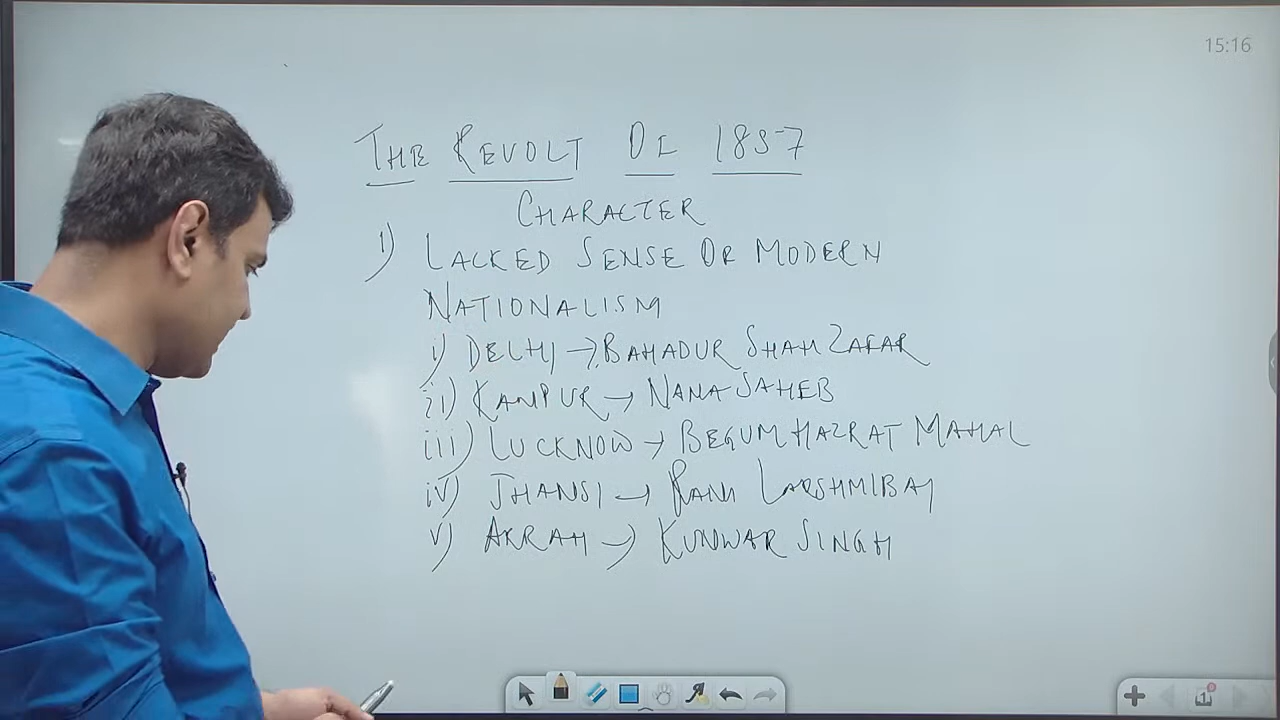 15:16
THE REVOLT OF 1857
CHARACTER
1) LACKED SENSE OF MODERN
NATIONALISM
i) DELHI → BAHADUR SHAH ZAFAR
ii) KANPUR → NANA SAHEB
iii) LUCKNOW → BEGUM HAZRAT MAHAL
iv) JHANSI → RANI LAKSHMIBAI
v) ARRAH → KUNWAR SINGH